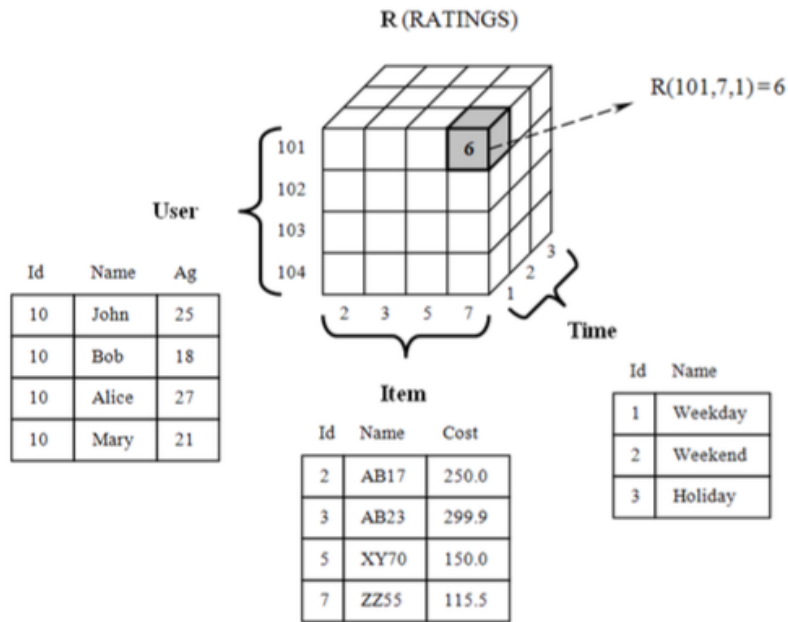 R (RATINGS)
R(101,7,1)=6
101
6
102
User
103
104
3
2
1
2 3 5 7
Time
Item
Id Name Ag
10 John 25
10 Bob 18
10 Alice 27
10 Mary 21
Id Name Cost
2 AB17 250.0
3 AB23 299.9
5 XY70 150.0
7 ZZ55 115.5
Id Name
1 Weekday
2 Weekend
3 Holiday